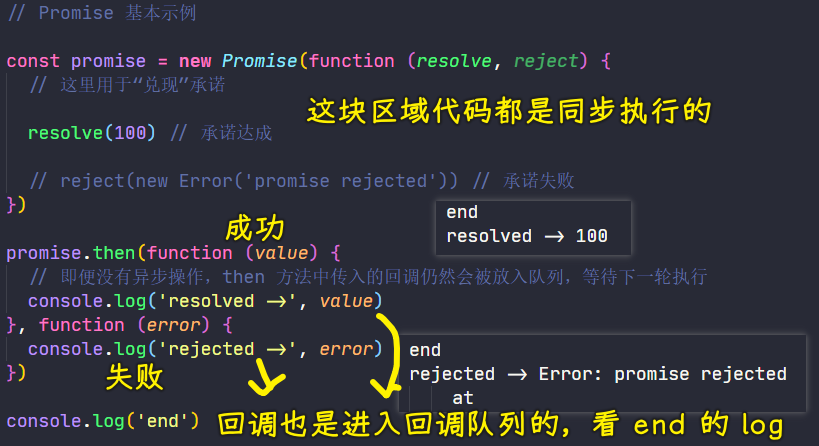 // Promise 基本示例
const promise = new Promise(function (resolve, reject) {
// 这里用于“兑现”承诺
这块区域代码都是同步执行的
resolve(100) // 承诺达成
// reject(new Error('promise rejected')) // 承诺失败
})
end
resolved -> 100
成功
promise.then(function (value) {
// 即便没有异步操作，then 方法中传入的回调仍然会被放入队列，等待下一轮执行
console.log('resolved ->', value)
}, function (error) {
console.log('rejected ->', error)
})
失败
end
rejected -> Error: promise rejected
at
console.log('end')
回调也是进入回调队列的，看 end 的 log